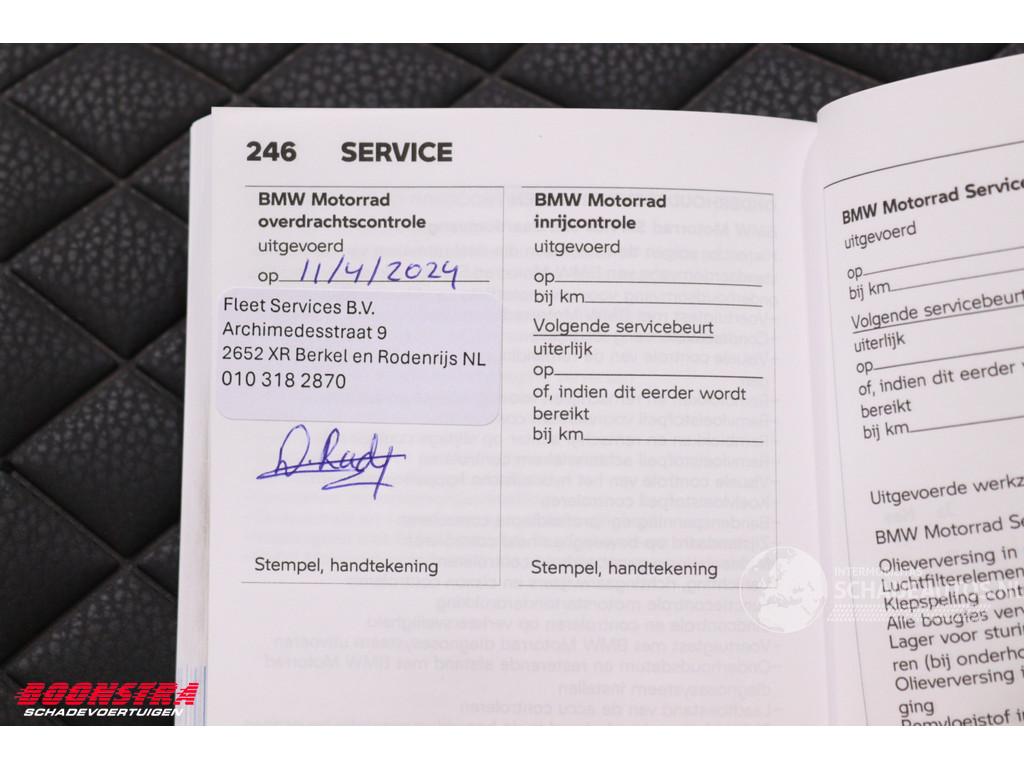 246 SERVICE
BMW Motorrad
overdrachtscontrole
uitgevoerd
op 11/4/2024
Fleet Services B.V.
Archimedesstraat 9
2652 XR Berkel en Rodenrijs NL
010 318 2870
Stempel, handtekening
BMW Motorrad
inrijcontrole
uitgevoerd
op
bij km
Volgende servicebeurt
uiterlijk
op
of, indien dit eerder wordt
bereikt
bij km
Stempel, handtekening
BMW Motorrad Service
uitgevoerd
op
bij km
Volgende servicebeurt
uiterlijk
op
of, indien dit eerder
bereikt
bij km
Uitgevoerde werkz
BMW Motorrad Se
Olieverversing in
Luchtfilterelemen
Klepspeling cont
Alle bougies ver
Lager voor sturi
ren (bij onderho
Olieverversing i
ging
Remvloeistof in
BOONSTRA
SCHADEVOERTUIGEN